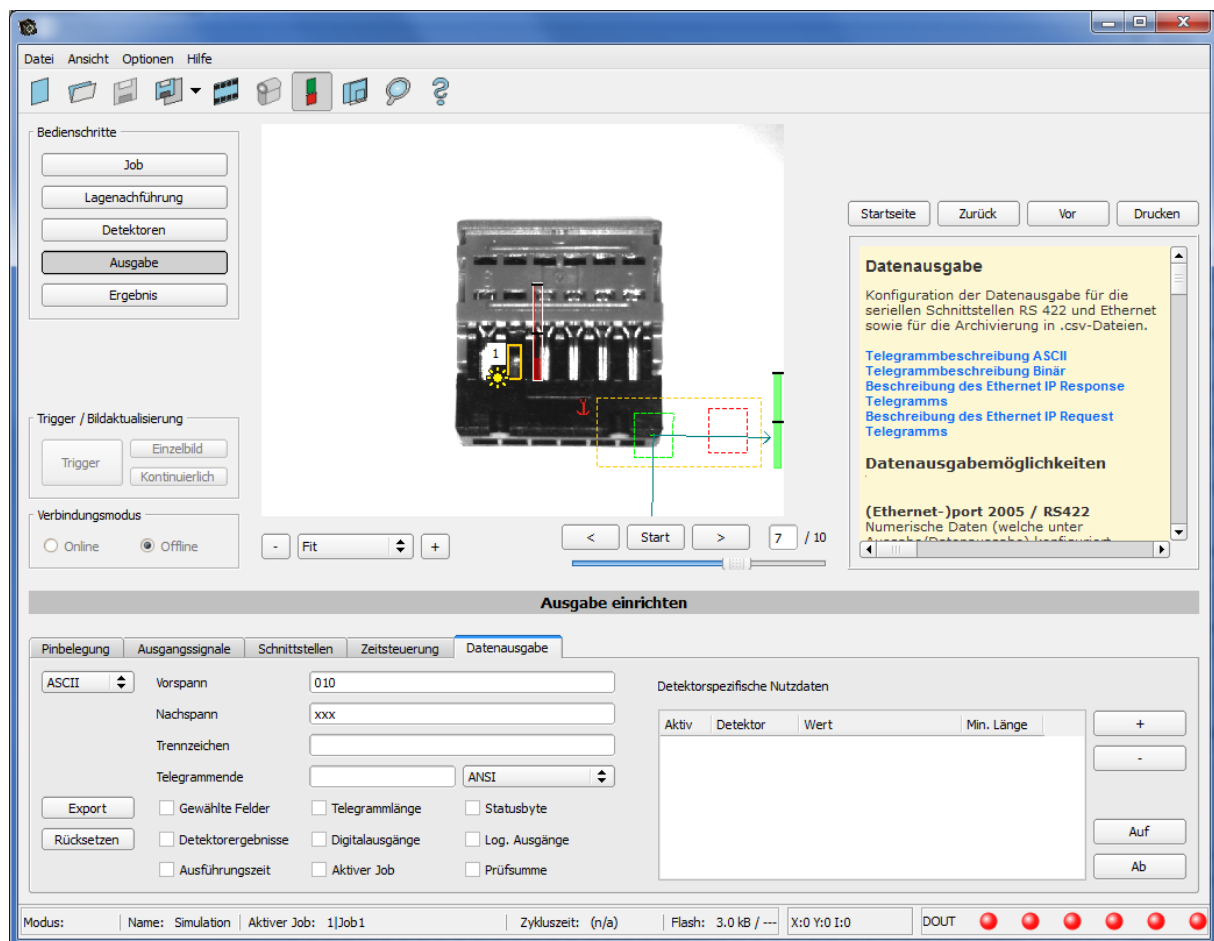 Datei Ansicht Optionen Hilfe
Bedienschritte
Job
Lagenachführung
Detektoren
Ausgabe
Ergebnis
Trigger / Bildaktualisierung
Trigger
Einzelbild
Kontinuierlich
Verbindungsmodus
Online Offline
1
- Fit +
< Start > 7 / 10
Startseite Zurück Vor Drucken
Datenausgabe
Konfiguration der Datenausgabe für die
seriellen Schnittstellen RS 422 und Ethernet
sowie für die Archivierung in .csv-Dateien.
Telegrammbeschreibung ASCII
Telegrammbeschreibung Binär
Beschreibung des Ethernet IP Response
Telegramms
Beschreibung des Ethernet IP Request
Telegramms
Datenausgabemöglichkeiten
(Ethernet-)port 2005 / RS422
Numerische Daten (welche unter
Ausgabe/Datenausgabe) konfiguriert
Ausgabe einrichten
Pinbelegung Ausgangssignale Schnittstellen Zeitsteuerung Datenausgabe
ASCII Vorspann 010
Nachspann xxx
Trennzeichen
Telegrammende ANSI
Export Gewählte Felder Telegrammlänge Statusbyte
Rücksetzen Detektorergebnisse Digitalausgänge Log. Ausgänge
Ausführungszeit Aktiver Job Prüfsumme
Detektorspezifische Nutzdaten
Aktiv Detektor Wert Min. Länge
+
-
Auf
Ab
Modus: Name: Simulation Aktiver Job: 1|Job1 Zykluszeit: (n/a) Flash: 3.0 kB / --- X:0 Y:0 I:0 DOUT